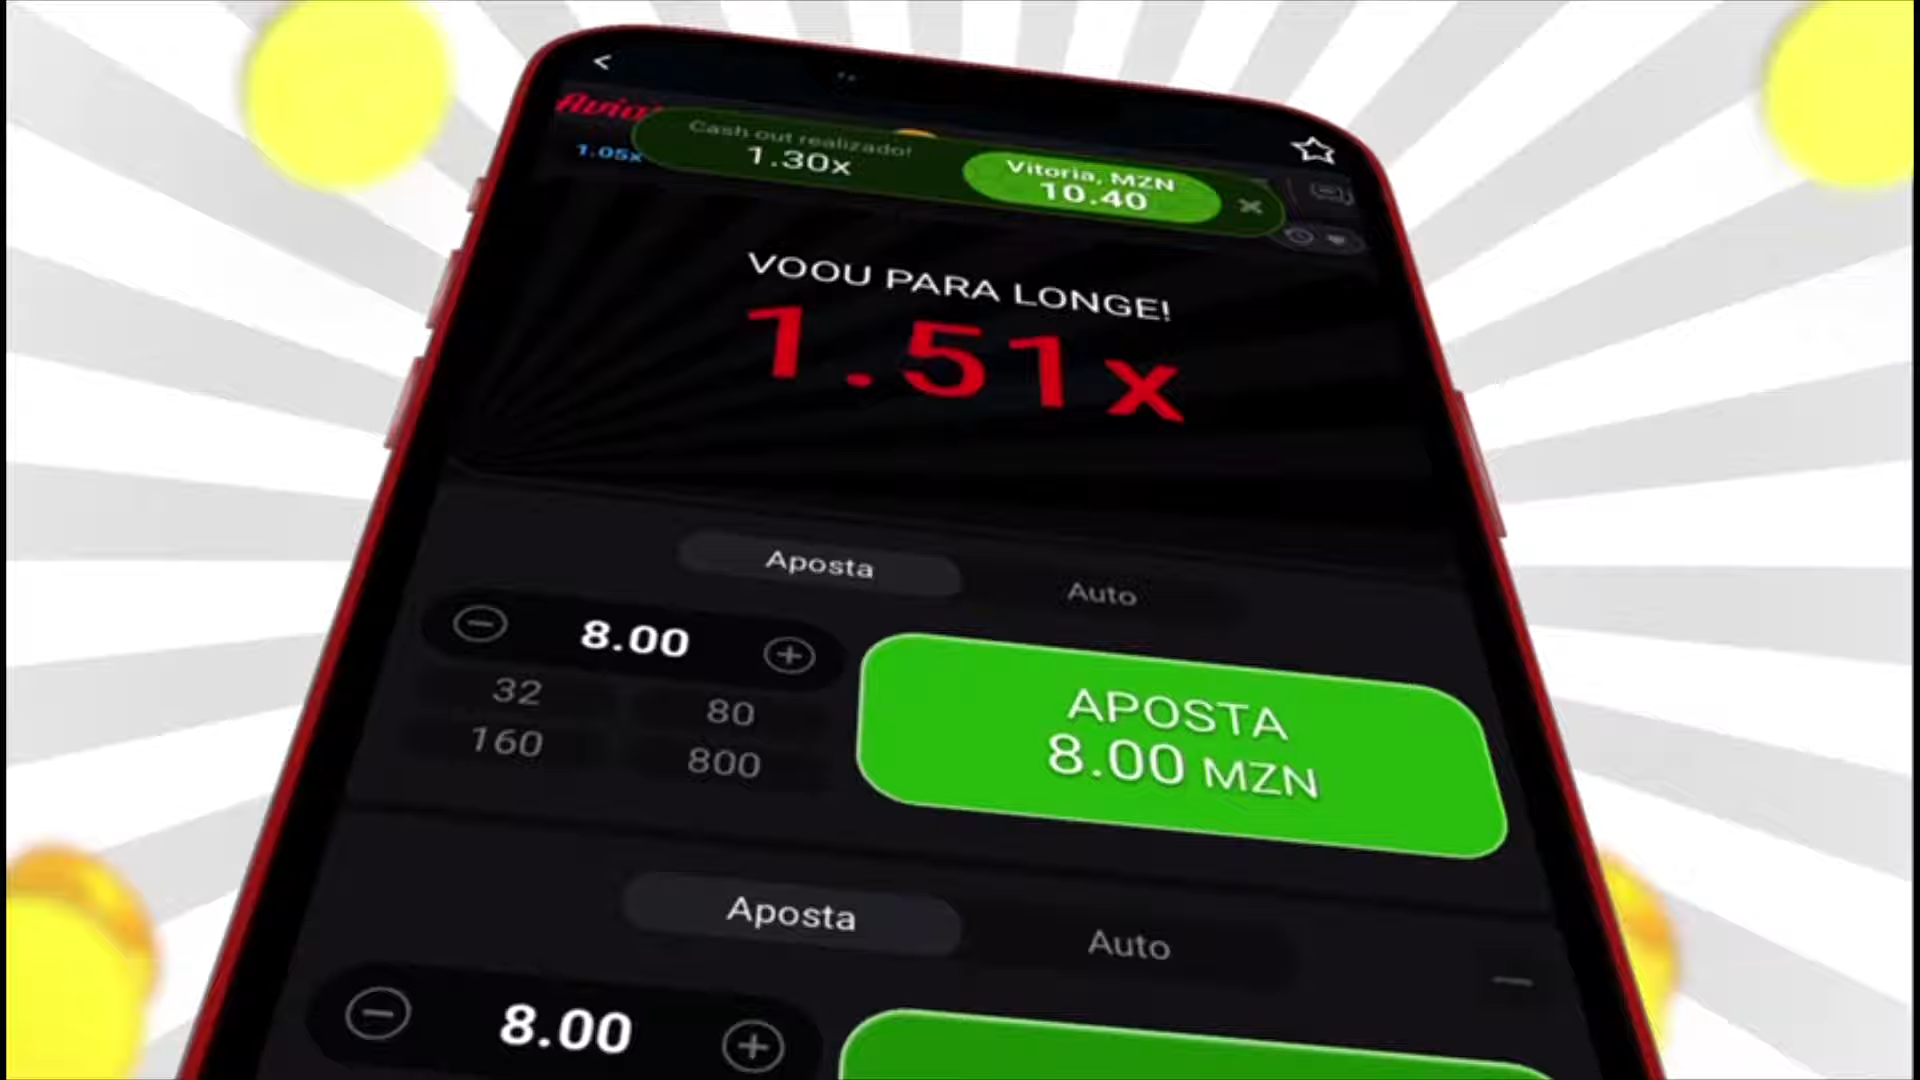 Cash out realizado!
1.30x
Vitoria, MZN
10.40
1.05x
VOOU PARA LONGE!
1.51x
Aposta
Auto
8.00
32
80
160
800
APOSTA
8.00 MZN
Aposta
Auto
8.00